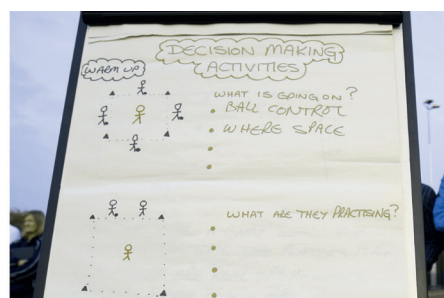 DECISION MAKING
ACTIVITIES
WARM UP
WHAT IS GOING ON?
• BALL CONTROL
• WHERE SPACE
•
•
•
WHAT ARE THEY PRACTISING?
•
•
•
•